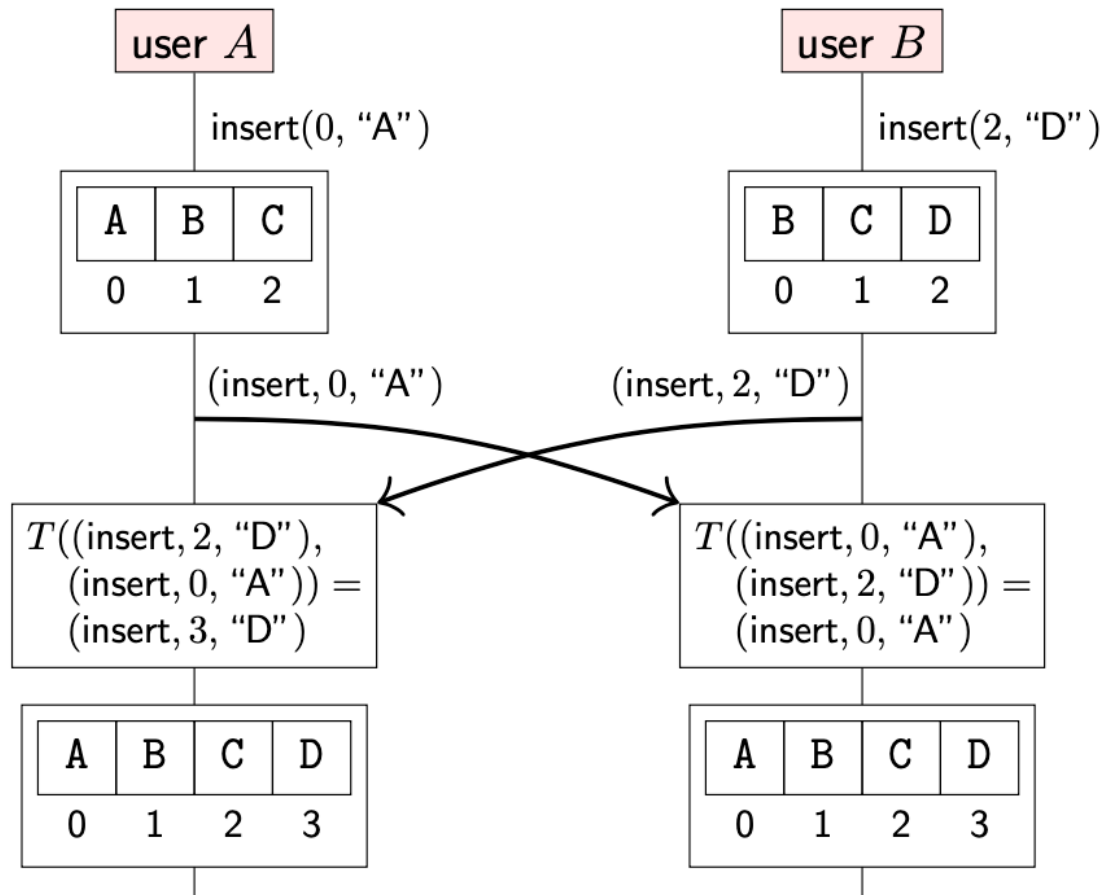 user A
user B
insert(0, “A”)
insert(2, “D”)
A B C
0 1 2
B C D
0 1 2
(insert, 0, “A”)
(insert, 2, “D”)
T((insert, 2, “D”),
(insert, 0, “A”)) =
(insert, 3, “D”)
T((insert, 0, “A”),
(insert, 2, “D”)) =
(insert, 0, “A”)
A B C D
0 1 2 3
A B C D
0 1 2 3